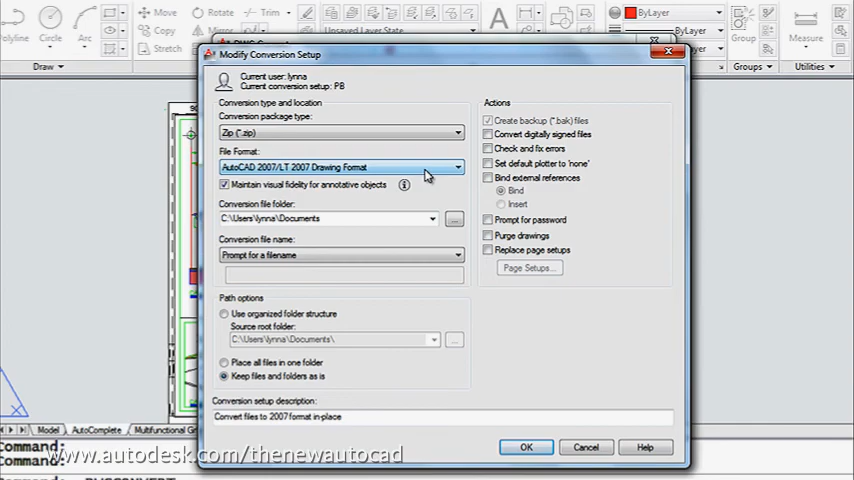 Polyline
Circle
Arc
Move
Copy
Stretch
Trim
Unsaved Layer State
ByLayer
Group
Measure
Draw
Groups
Utilities
Modify Conversion Setup
Current user: lynna
Current conversion setup: PB
Conversion type and location
Conversion package type:
Zip (*.zip)
File Format:
AutoCAD 2007/LT 2007 Drawing Format
Maintain visual fidelity for annotative objects
Conversion file folder:
C:\Users\lynna\Documents
...
Conversion file name:
Prompt for a filename
Path options
Use organized folder structure
Source root folder:
C:\Users\lynna\Documents\
...
Place all files in one folder
Keep files and folders as is
Actions
Create backup (*.bak) files
Convert digitally signed files
Check and fix errors
Set default plotter to 'none'
Bind external references
Bind
Insert
Prompt for password
Purge drawings
Replace page setups
Page Setups...
Conversion setup description:
Convert files to 2007 format in-place
OK
Cancel
Help
Model
AutoComplete
Command:
Command:
www.autodesk.com/thenewautocad